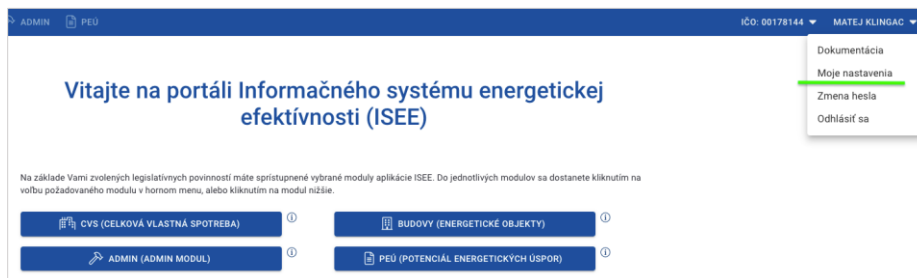 ADMIN PEÚ IČO: 00178144 MATEJ KLINGAC
Dokumentácia
Moje nastavenia
Zmena hesla
Odhlásiť sa
Vitajte na portáli Informačného systému energetickej
efektívnosti (ISEE)
Na základe Vami zvolených legislatívnych povinností máte sprístupnené vybrané moduly aplikácie ISEE. Do jednotlivých modulov sa dostanete kliknutím na
voľbu požadovaného modulu v hornom menu, alebo kliknutím na modul nižšie.
CVS (CELKOVÁ VLASTNÁ SPOTREBA) BUDOVY (ENERGETICKÉ OBJEKTY)
ADMIN (ADMIN MODUL) PEÚ (POTENCIÁL ENERGETICKÝCH ÚSPOR)